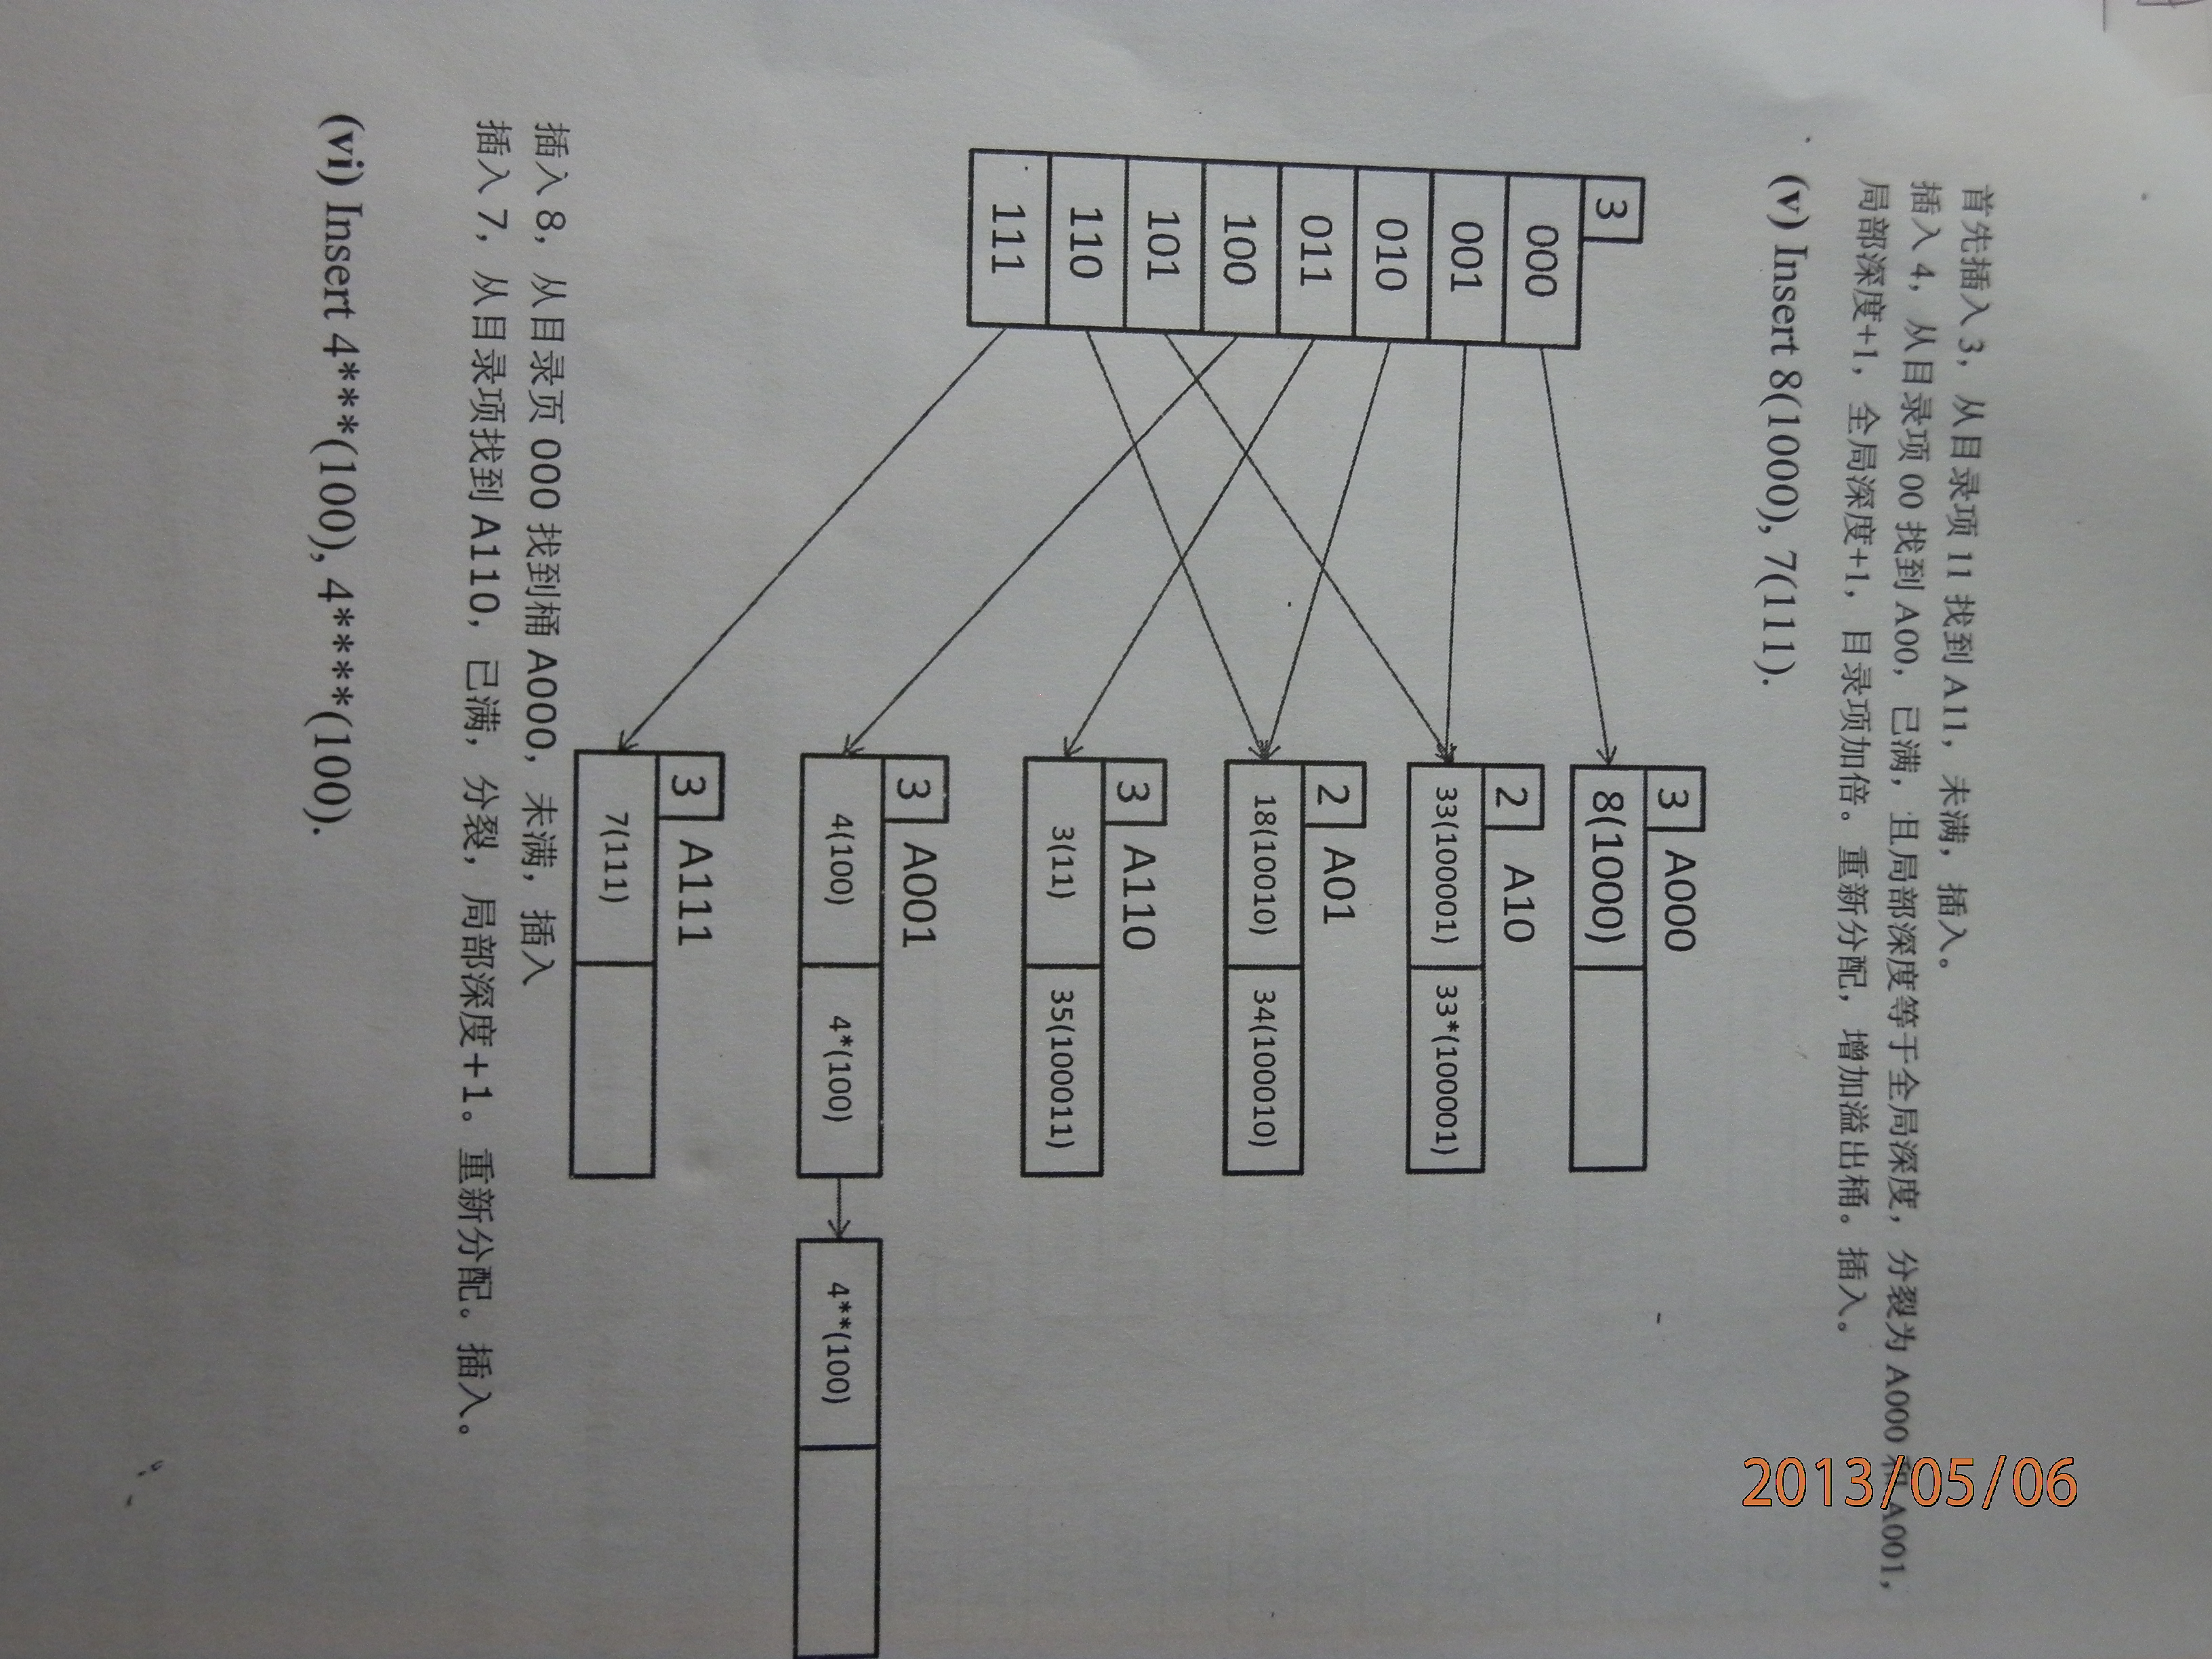 首先插入 3，从目录项 11 找到 A11，未满，插入。
插入 4，从目录项 00 找到 A00，已满，且局部深度等于全局深度，分裂为 A000 和 A001，
局部深度+1，全局深度+1，目录项加倍。重新分配，增加溢出桶。插入。
(v) Insert 8(1000), 7(111).
3
000
001
010
011
100
101
110
111
3 A000
8(1000)
2 A10
33(100001) 33*(100001)
2 A01
18(10010) 34(100010)
3 A110
3(11) 35(100011)
3 A001
4(100) 4*(100) 4**(100)
3 A111
7(111)
插入 8，从目录页 000 找到桶 A000，未满，插入
插入 7，从目录项找到 A110，已满，分裂，局部深度+1。重新分配。插入。
(vi) Insert 4***(100), 4****(100).
2013/05/06